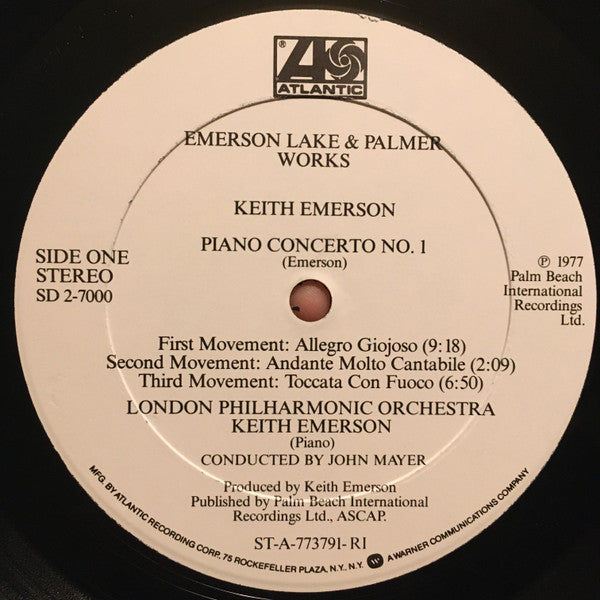 ®
ATLANTIC
EMERSON LAKE & PALMER
WORKS
KEITH EMERSON
PIANO CONCERTO NO. 1
(Emerson)
SIDE ONE
STEREO
SD 2-7000
℗ 1977
Palm Beach
International
Recordings
Ltd.
First Movement: Allegro Giojoso (9:18)
Second Movement: Andante Molto Cantabile (2:09)
Third Movement: Toccata Con Fuoco (6:50)
LONDON PHILHARMONIC ORCHESTRA
KEITH EMERSON
(Piano)
CONDUCTED BY JOHN MAYER
Produced by Keith Emerson
Published by Palm Beach International
Recordings Ltd., ASCAP.
ST-A-773791-RI
MFG. BY ATLANTIC RECORDING CORP. 75 ROCKEFELLER PLAZA, N.Y. N.Y. A WARNER COMMUNICATIONS COMPANY